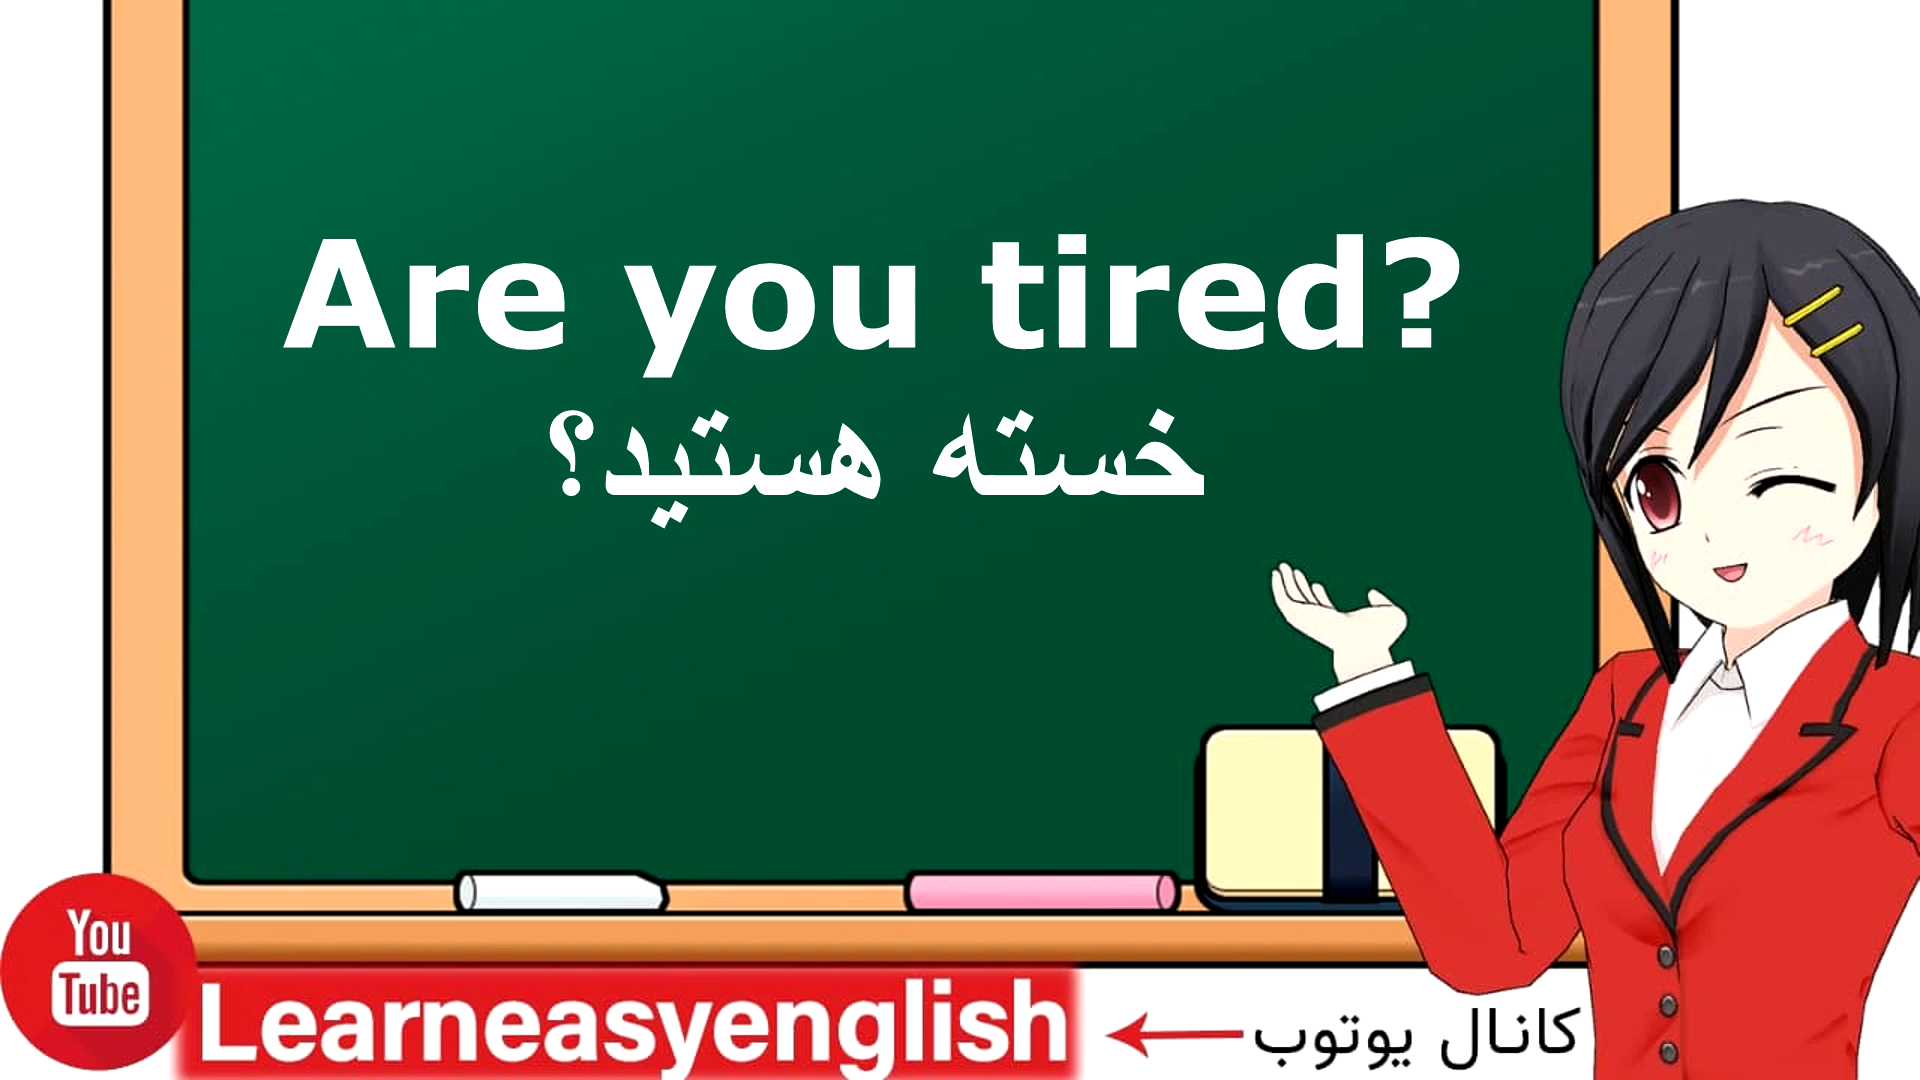 Are you tired?
خسته هستید؟
You
Tube
Learneasyenglish
کانال یوتوب